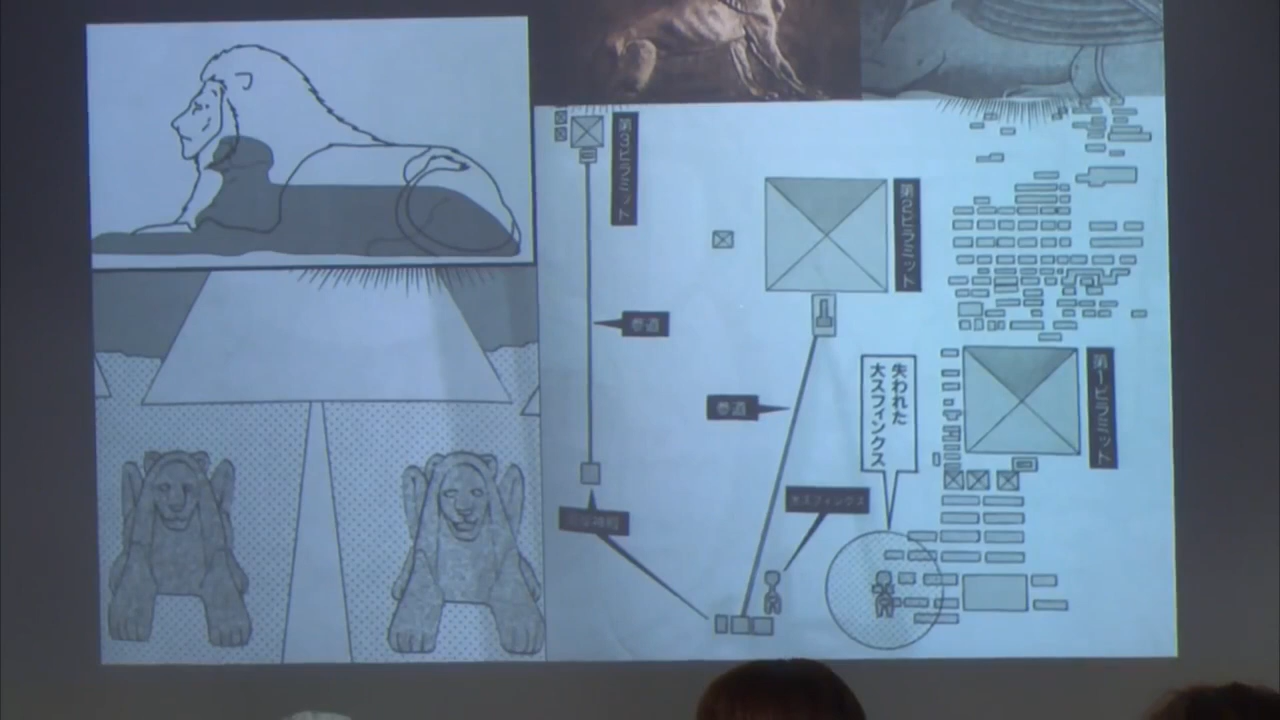 第3ピラミッド
第2ピラミッド
参道
失われた
大スフィンクス
第1ピラミッド
参道
大スフィンクス